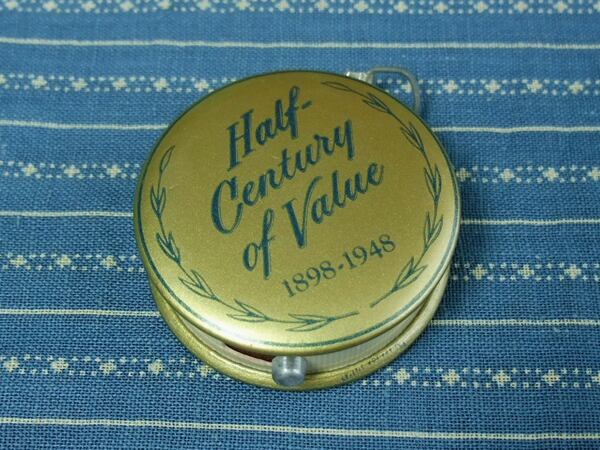 Half-
Century
of Value
1898-1948